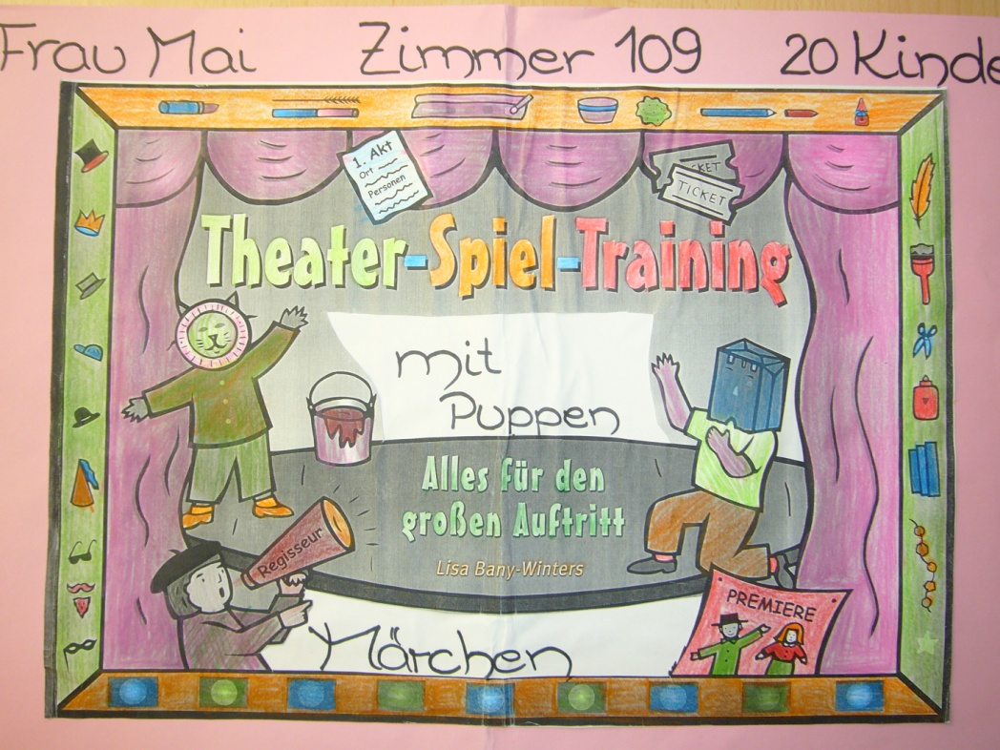 Frau Mai Zimmer 109 20 Kinde
1. Akt
Ort
Personen
CKET
TICKET
Theater-Spiel-Training
mit
Puppen
Alles für den
großen Auftritt
Lisa Bany-Winters
Regisseur
PREMIERE
Märchen